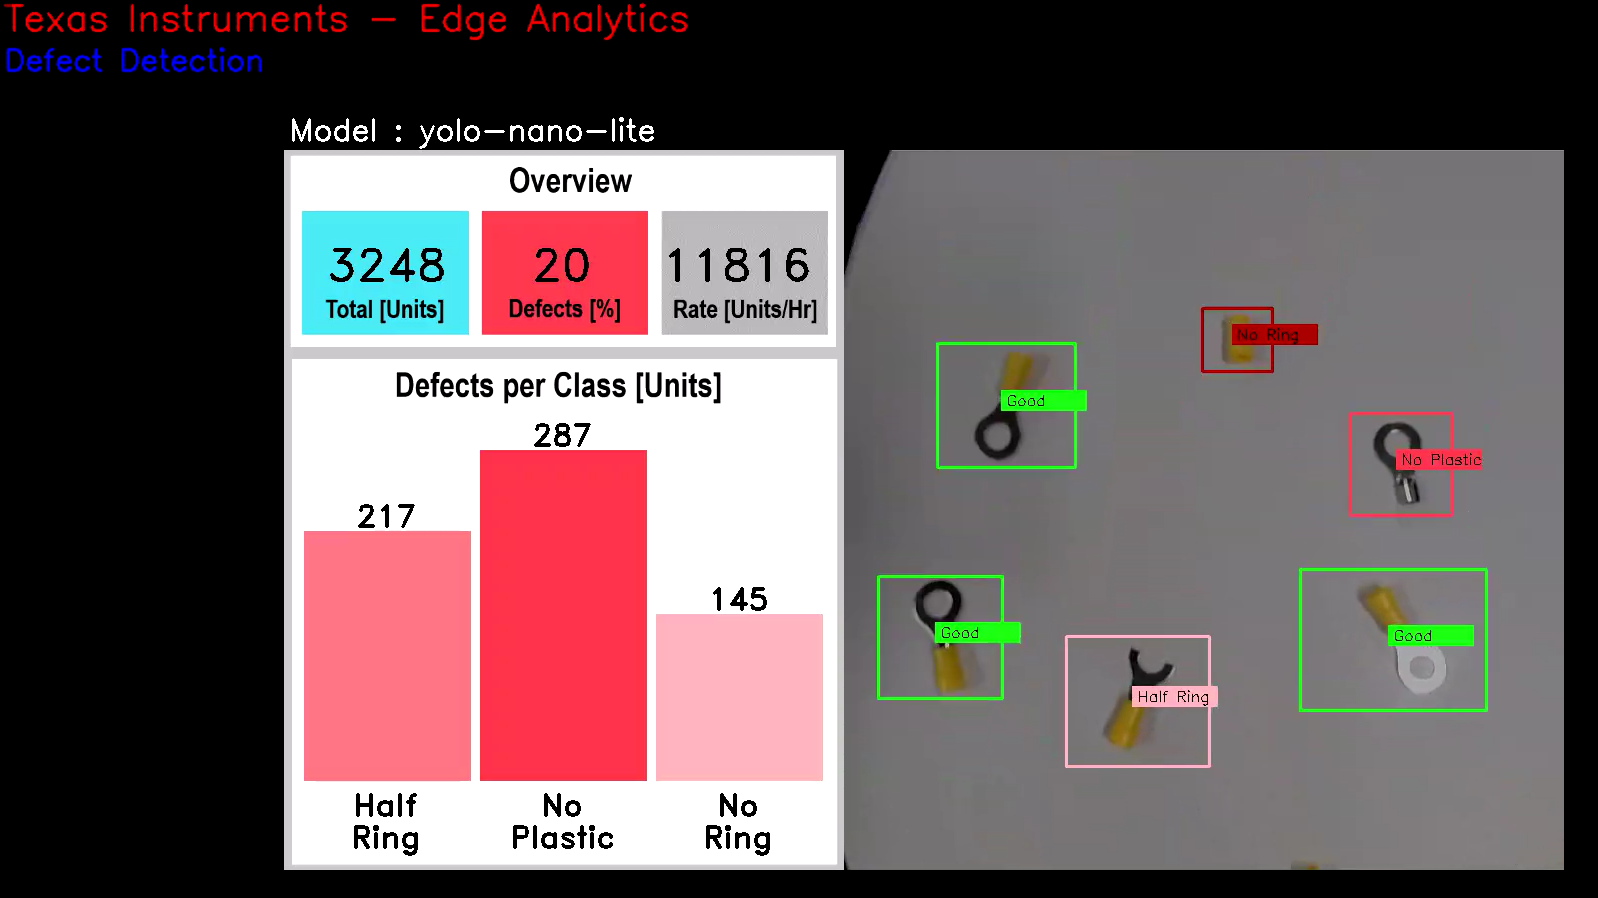 Texas Instruments - Edge Analytics
Defect Detection
Model : yolo-nano-lite
Overview
3248
Total [Units]
20
Defects [%]
11816
Rate [Units/Hr]
Defects per Class [Units]
217
287
145
Half
Ring
No
Plastic
No
Ring
No Ring
Good
No Plastic
Good
Good
Half Ring